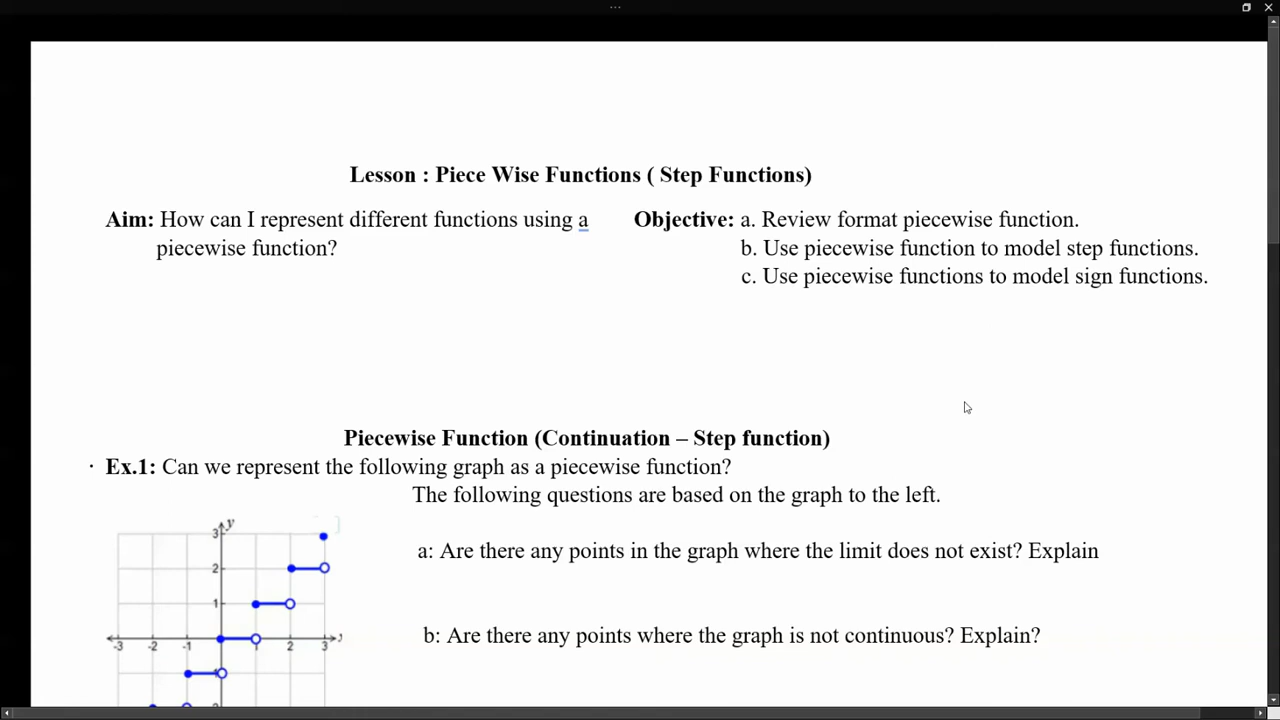 Lesson : Piece Wise Functions ( Step Functions)
Aim: How can I represent different functions using a
piecewise function?
Objective: a. Review format piecewise function.
b. Use piecewise function to model step functions.
c. Use piecewise functions to model sign functions.
Piecewise Function (Continuation – Step function)
· Ex.1: Can we represent the following graph as a piecewise function?
The following questions are based on the graph to the left.
y
3
2
1
-3 -2 -1 1 2 3
a: Are there any points in the graph where the limit does not exist? Explain
b: Are there any points where the graph is not continuous? Explain?